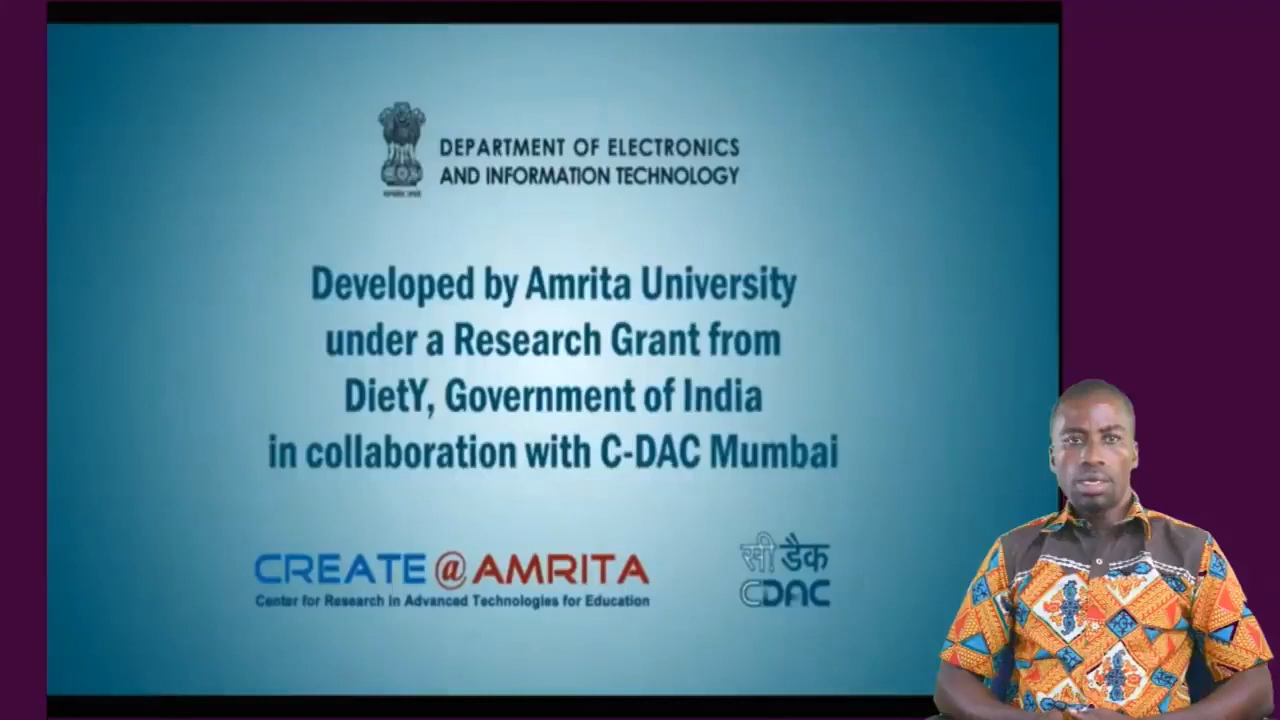 DEPARTMENT OF ELECTRONICS
AND INFORMATION TECHNOLOGY
Developed by Amrita University
under a Research Grant from
DietY, Government of India
in collaboration with C-DAC Mumbai
CREATE@AMRITA
Center for Research in Advanced Technologies for Education
सी डैक
CDAC